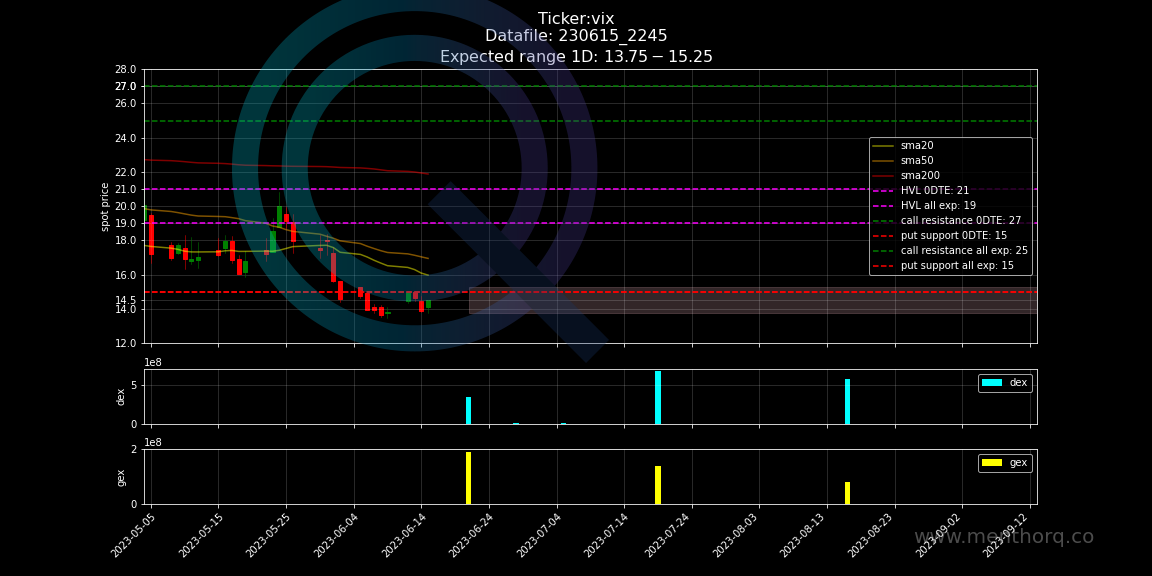 Ticker:vix
Datafile: 230615_2245
Expected range 1D: 13.75 − 15.25
28.0
27.0
26.0
24.0
22.0
21.0
20.0
19.0
18.0
16.0
14.5
14.0
12.0
spot price
sma20
sma50
sma200
HVL 0DTE: 21
HVL all exp: 19
call resistance 0DTE: 27
put support 0DTE: 15
call resistance all exp: 25
put support all exp: 15
1e8
5
0
dex
dex
1e8
2
0
gex
gex
2023-05-05
2023-05-15
2023-05-25
2023-06-04
2023-06-14
2023-06-24
2023-07-04
2023-07-14
2023-07-24
2023-08-03
2023-08-13
2023-08-23
2023-09-02
2023-09-12
www.menthorq.co